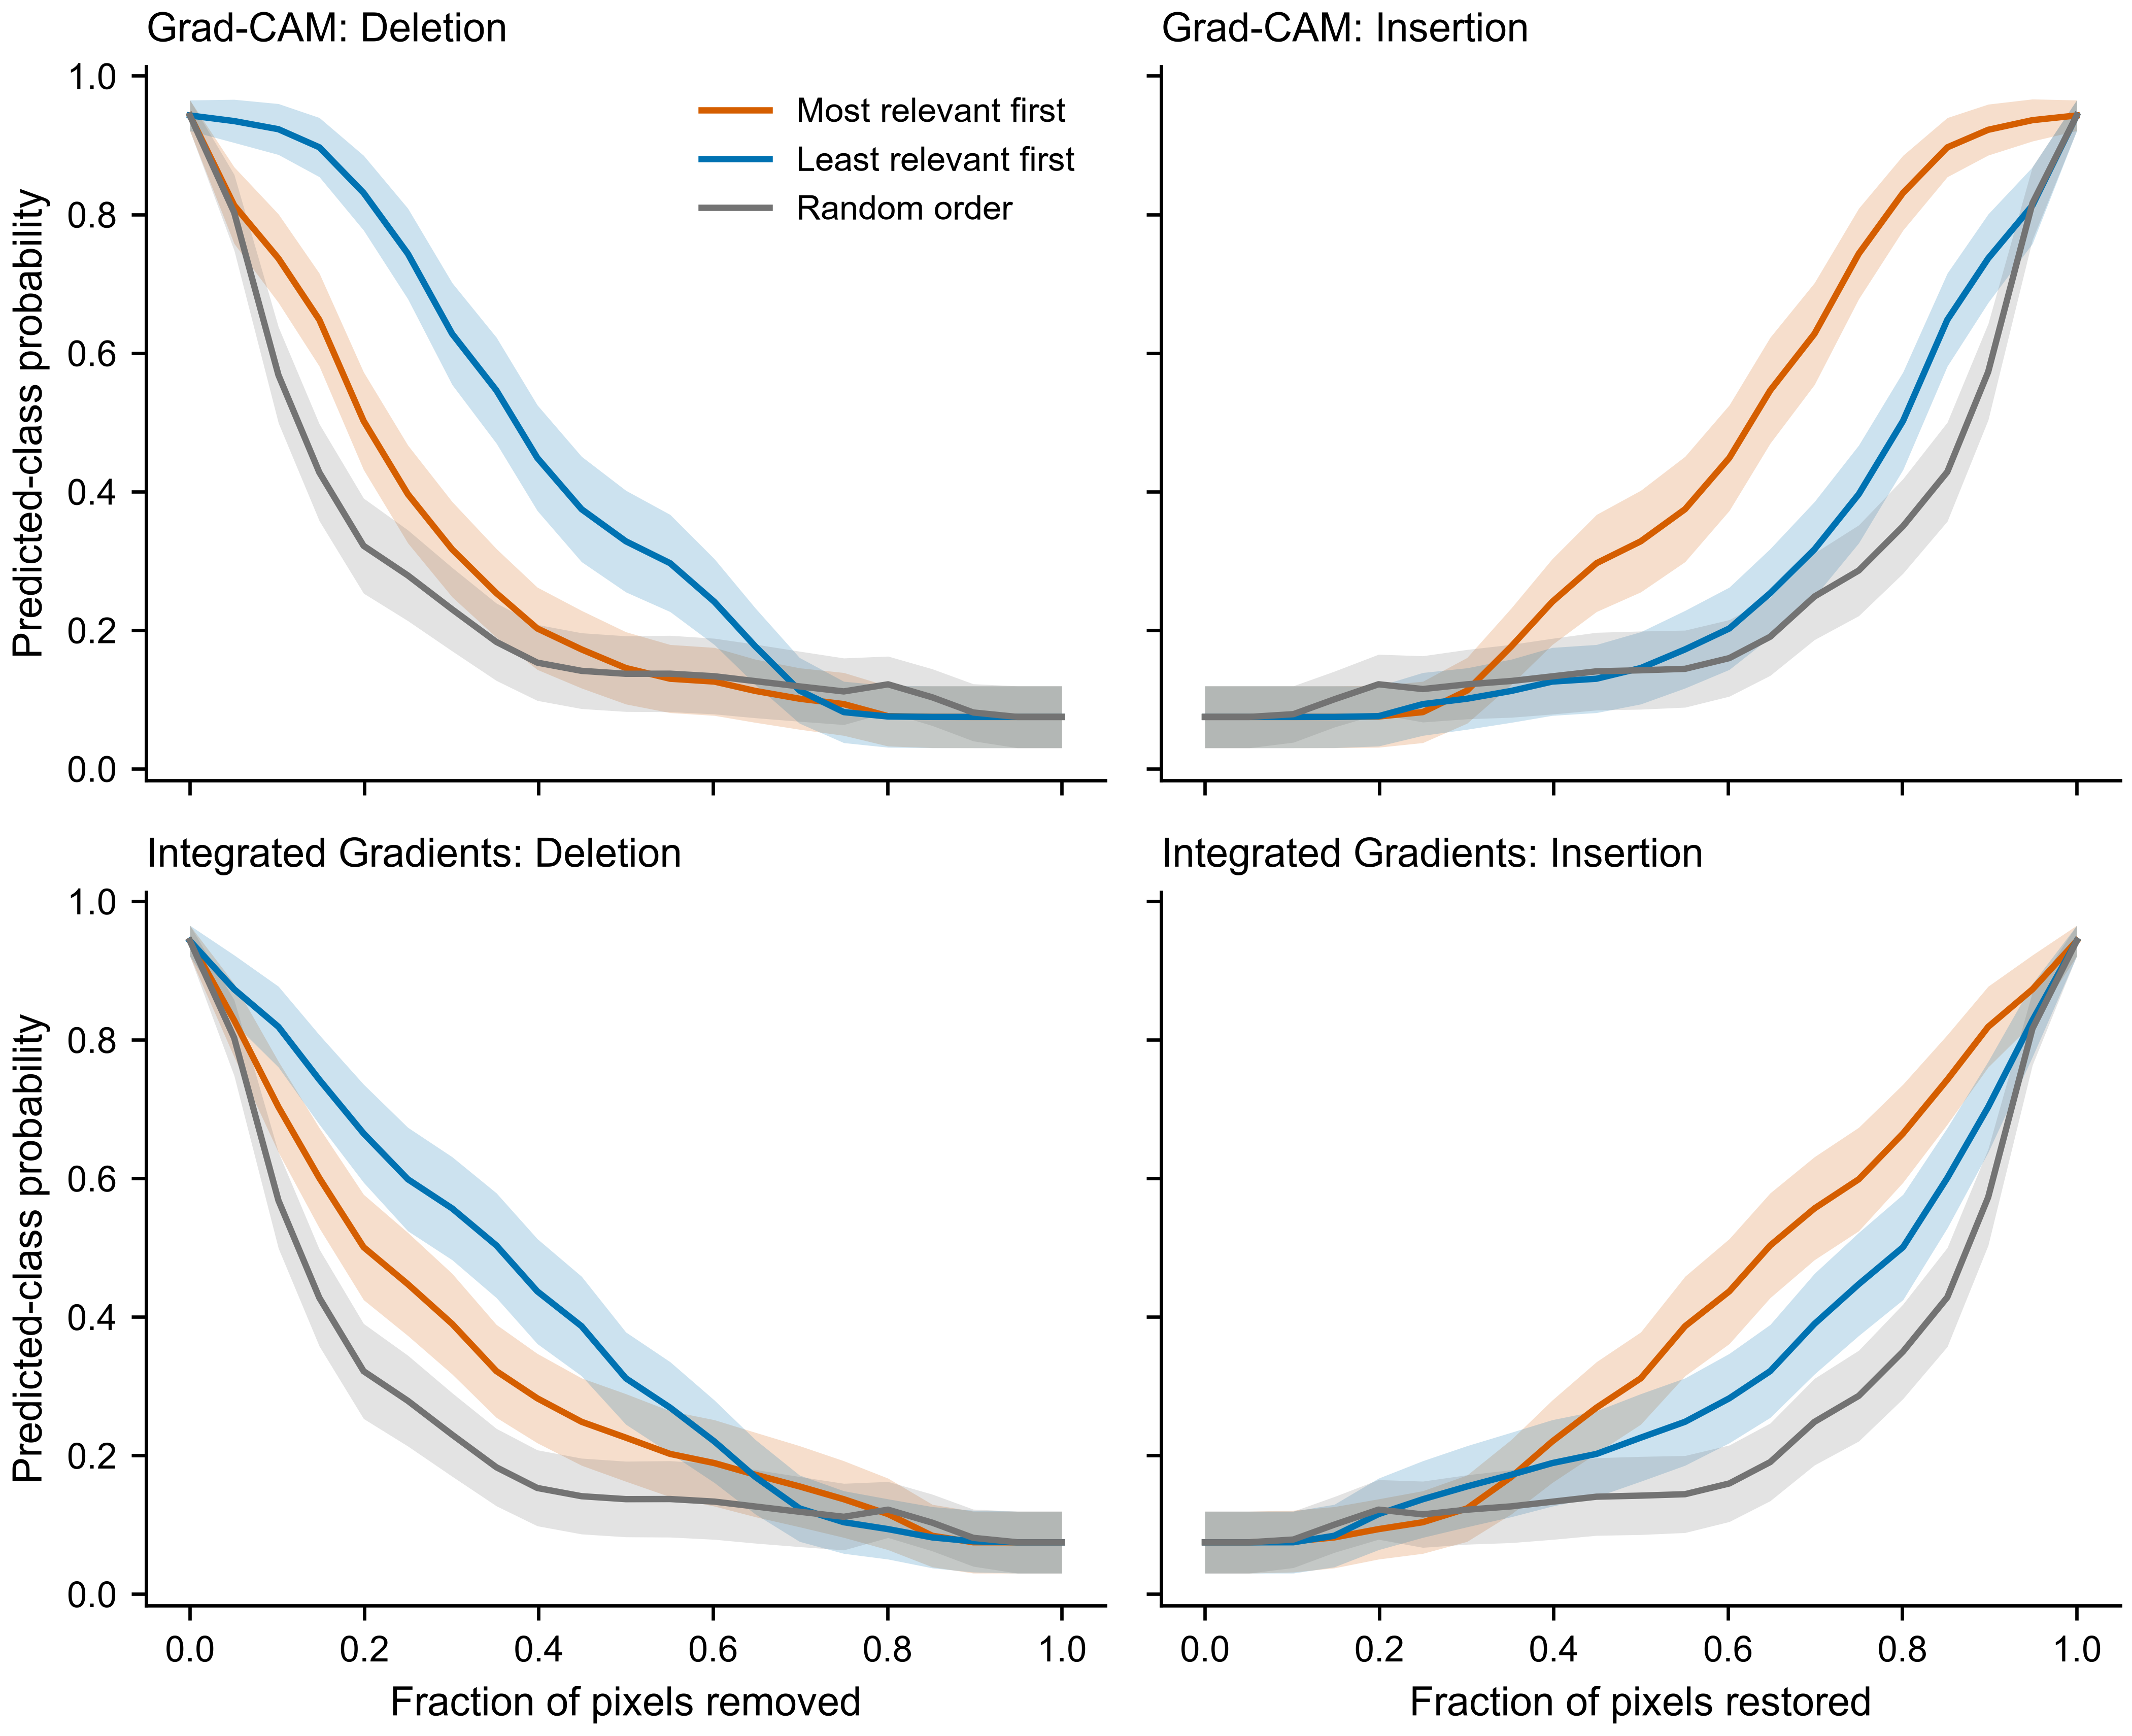 Grad-CAM: Deletion
Grad-CAM: Insertion
Most relevant first
Least relevant first
Random order
Predicted-class probability
1.0
0.8
0.6
0.4
0.2
0.0
Integrated Gradients: Deletion
Integrated Gradients: Insertion
Predicted-class probability
1.0
0.8
0.6
0.4
0.2
0.0
0.0 0.2 0.4 0.6 0.8 1.0
0.0 0.2 0.4 0.6 0.8 1.0
Fraction of pixels removed
Fraction of pixels restored